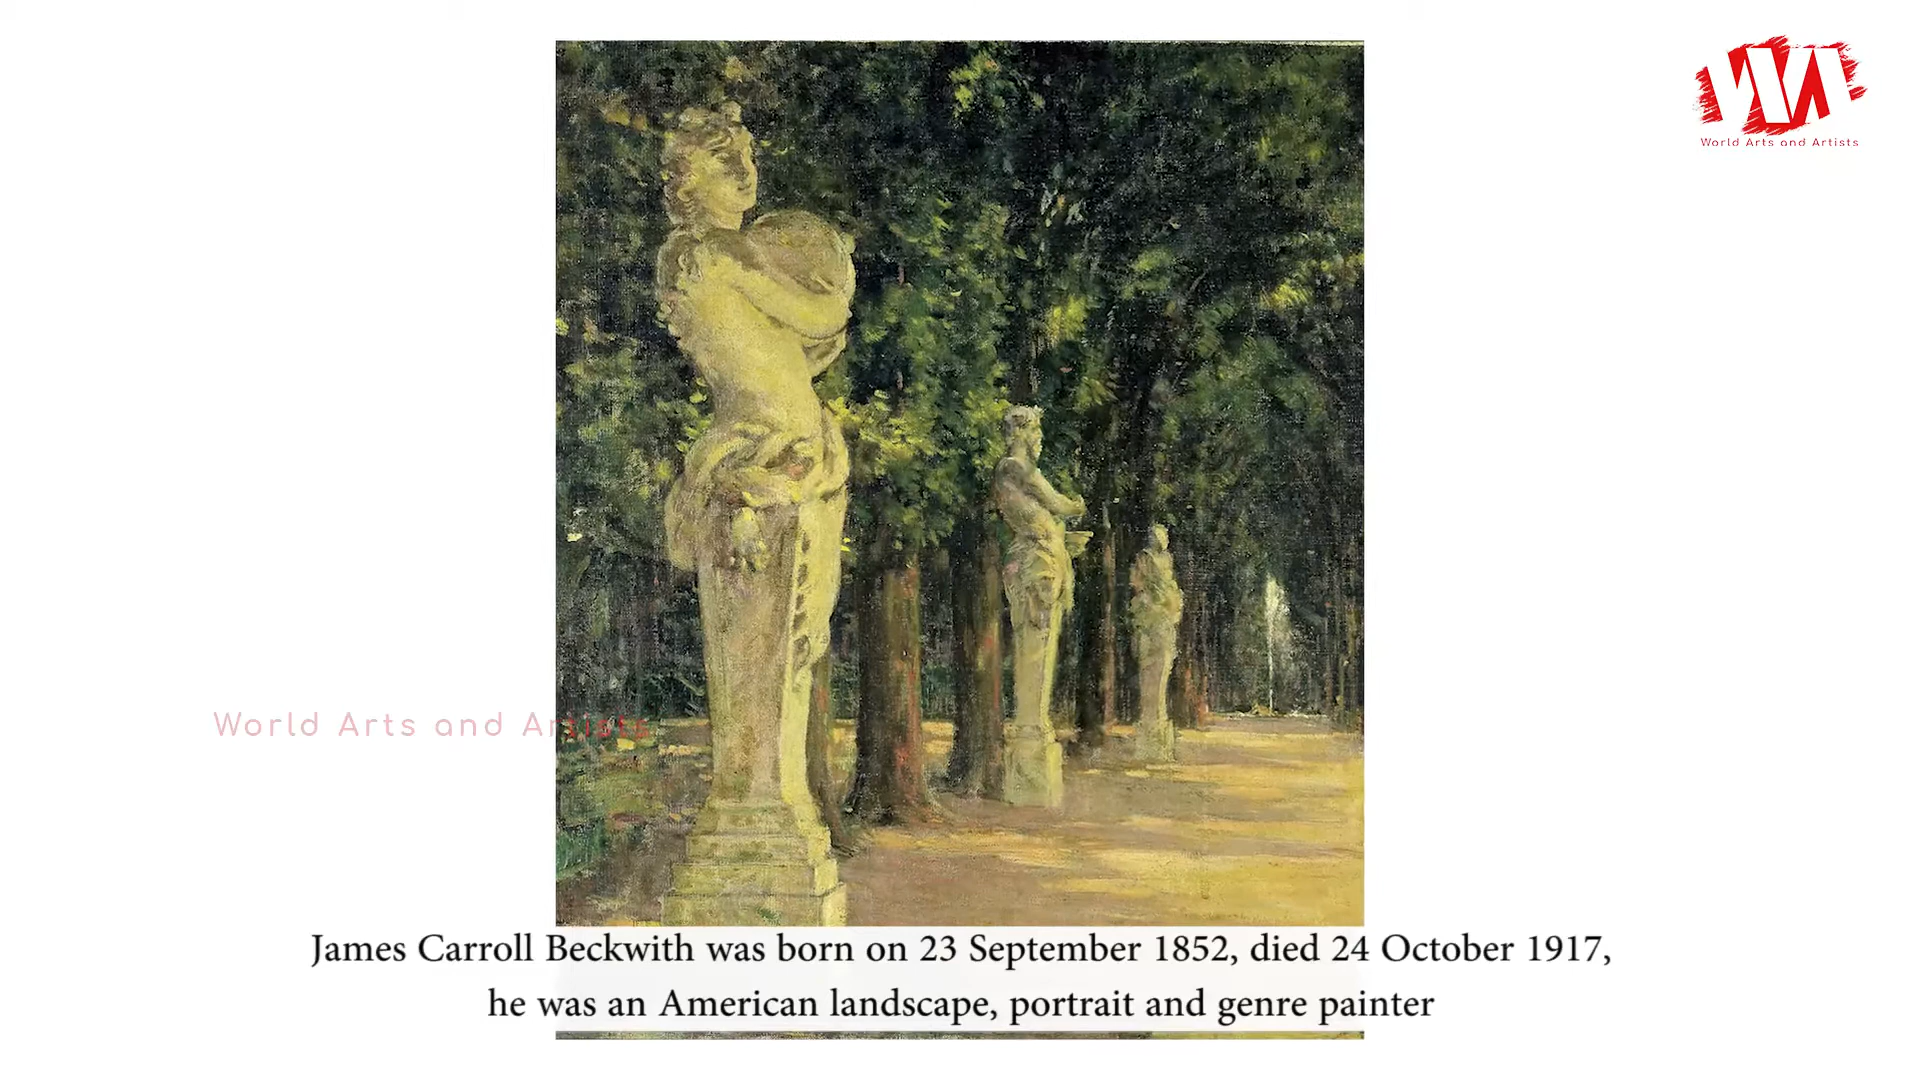 World Arts and Artists
World Arts and Artists
James Carroll Beckwith was born on 23 September 1852, died 24 October 1917,
he was an American landscape, portrait and genre painter